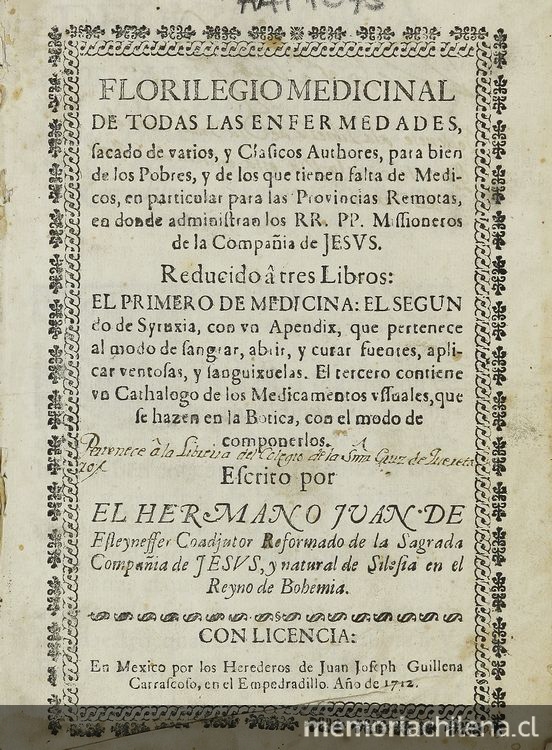 FLORILEGIO MEDICINAL
DE TODAS LAS ENFERMEDADES,
sacado de varios, y Clasicos Authores, para bien
de los Pobres, y de los que tienen falta de Medi-
cos, en particular para las Provincias Remotas,
en donde administran los RR. PP. Missioneros
de la Compañia de JESVS.
Reducido â tres Libros:
EL PRIMERO DE MEDICINA: EL SEGUN
do de Syruxia, con vn Apendix, que pertenece
al modo de sangrar, abrir, y curar fuentes, apli-
car ventosas, y sanguixuelas. El tercero contiene
vn Cathalogo de los Medicamentos vssuales, que
se hazen en la Botica, con el modo de
componerlos.
Pertenece â la Libreria del Colegio de la Cruz de
Escrito por
EL HERMANO JVAN DE
Esteyneffer Coadjutor Reformado de la Sagrada
Compañia de JESVS, y natural de Silesia en el
Reyno de Bohemia.
CON LICENCIA:
En Mexico por los Herederos de Juan Joseph Guillena
Carrascoso, en el Empedradillo. Año de 1712.
memoriachilena.cl